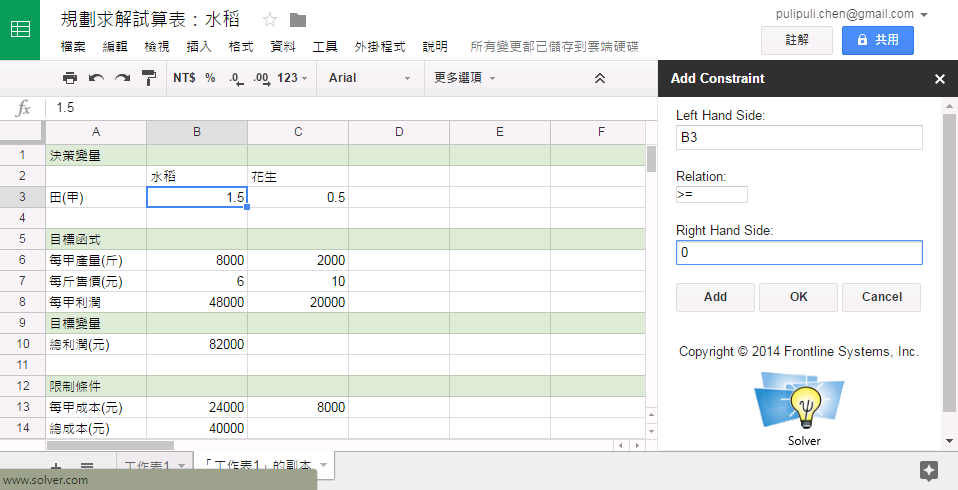 規劃求解試算表：水稻
pulipuli.chen@gmail.com
檔案 編輯 檢視 插入 格式 資料 工具 外掛程式 說明 所有變更都已儲存到雲端硬碟
註解 共用
NT$ % .0 .00 123 Arial 更多選項
fx 1.5
A B C D E F
1 決策變量
2 水稻 花生
3 田(甲) 1.5 0.5
4
5 目標函式
6 每甲產量(斤) 8000 2000
7 每斤售價(元) 6 10
8 每甲利潤 48000 20000
9 目標變量
10 總利潤(元) 82000
11
12 限制條件
13 每甲成本(元) 24000 8000
14 總成本(元) 40000
工作表1 「工作表1」的副本
www.solver.com
Add Constraint
Left Hand Side:
B3
Relation:
>=
Right Hand Side:
0
Add OK Cancel
Copyright © 2014 Frontline Systems, Inc.
Solver